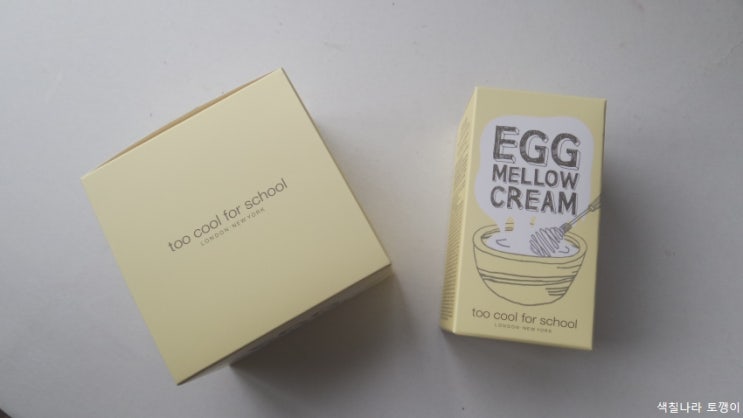 too cool for school
LONDON·NEW YORK
EGG
MELLOW
CREAM
too cool for school
LONDON·NEW YORK
색칠나라 토깽이